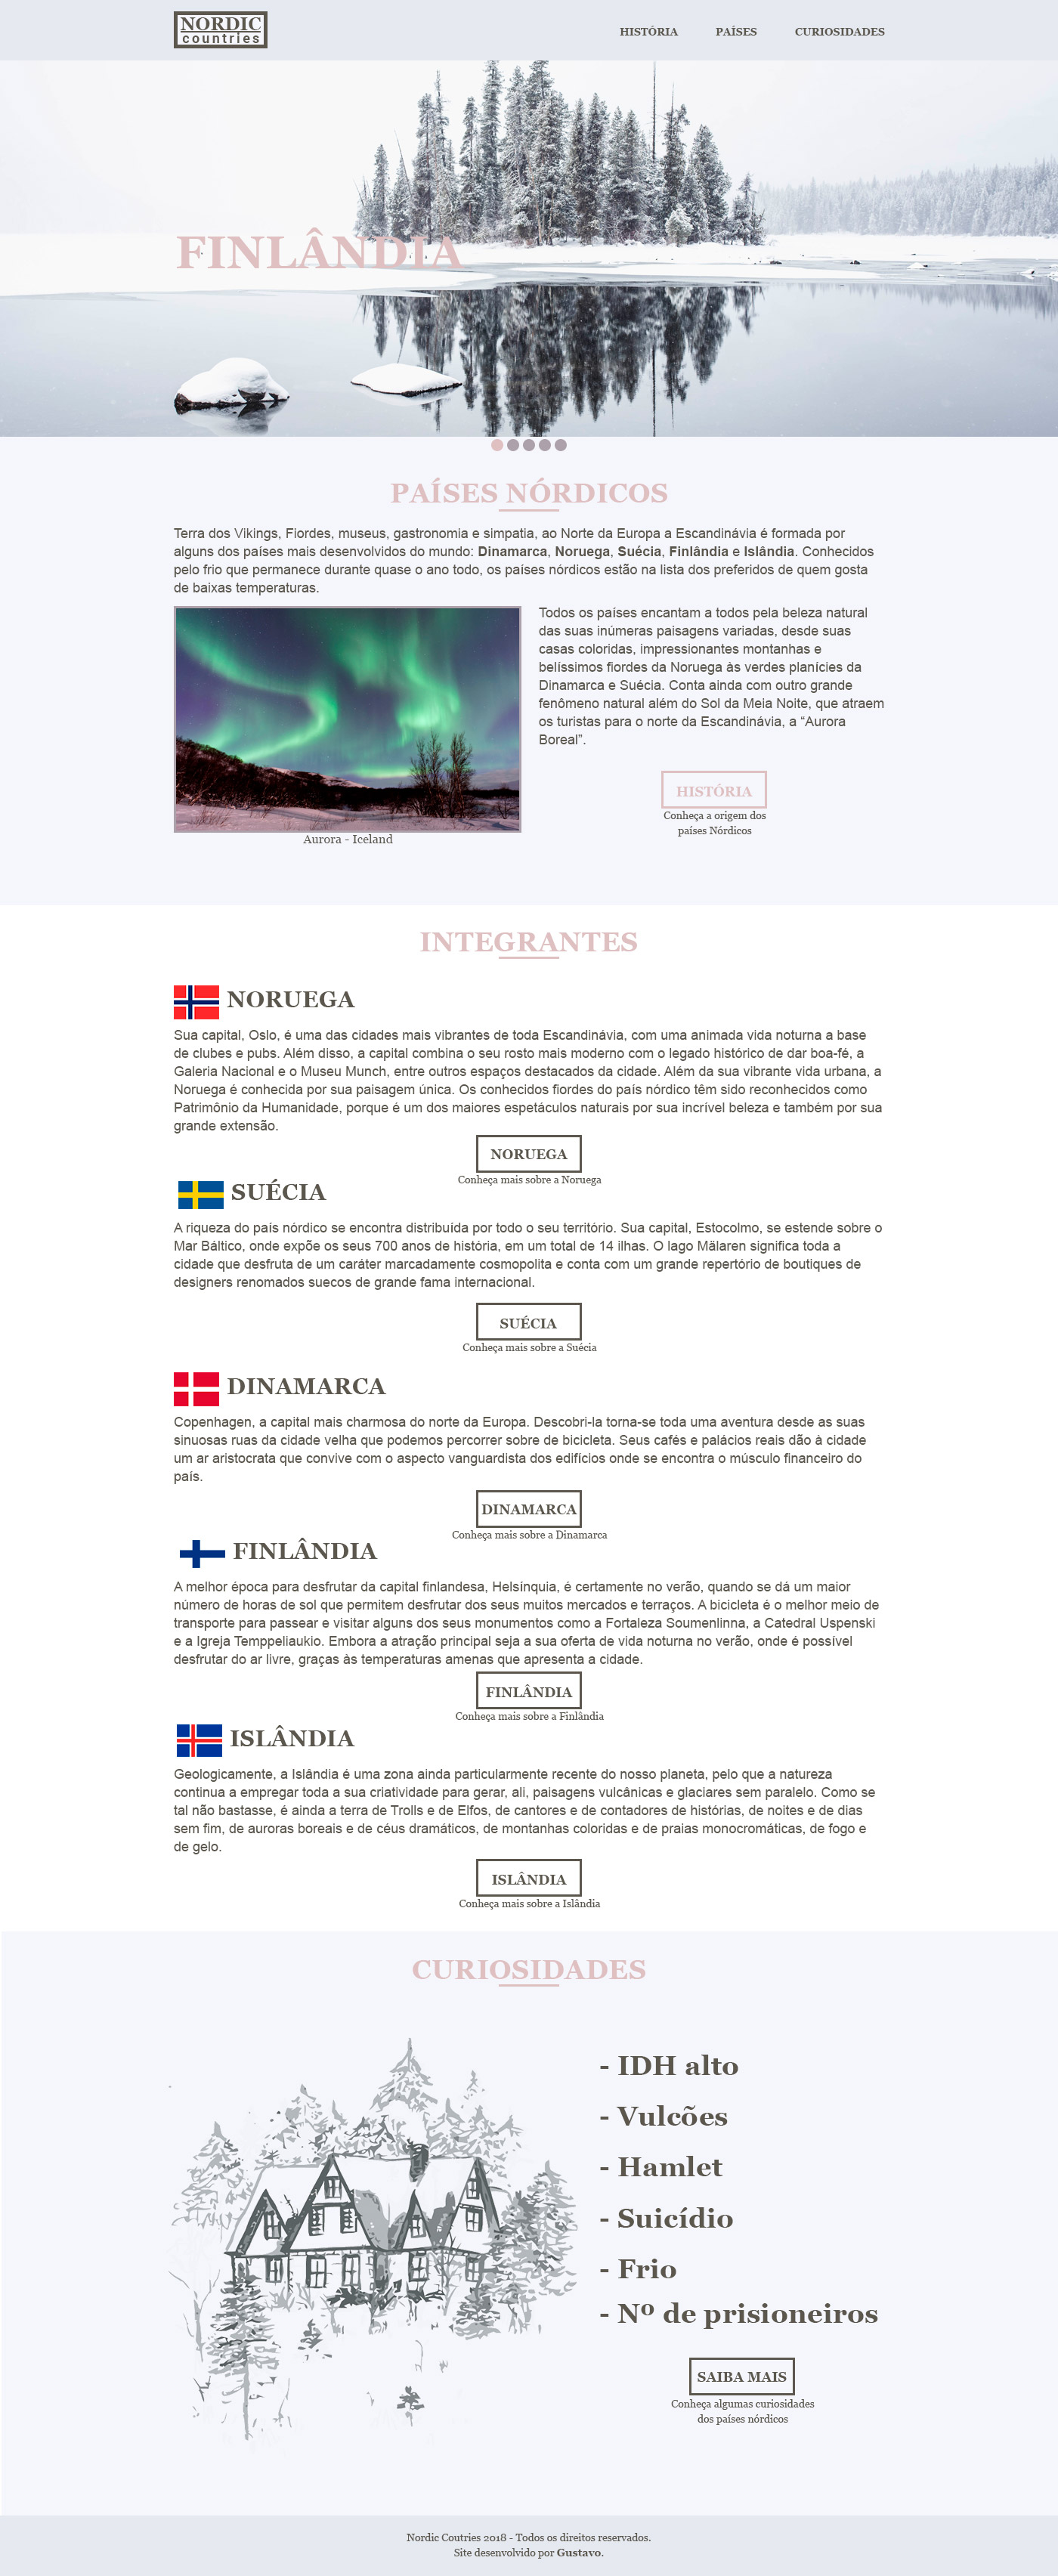 NORDIC
countries
HISTÓRIA PAÍSES CURIOSIDADES
FINLÂNDIA
PAÍSES NÓRDICOS
Terra dos Vikings, Fiordes, museus, gastronomia e simpatia, ao Norte da Europa a Escandinávia é formada por
alguns dos países mais desenvolvidos do mundo: Dinamarca, Noruega, Suécia, Finlândia e Islândia. Conhecidos
pelo frio que permanece durante quase o ano todo, os países nórdicos estão na lista dos preferidos de quem gosta
de baixas temperaturas.
Todos os países encantam a todos pela beleza natural
das suas inúmeras paisagens variadas, desde suas
casas coloridas, impressionantes montanhas e
belíssimos fiordes da Noruega às verdes planícies da
Dinamarca e Suécia. Conta ainda com outro grande
fenômeno natural além do Sol da Meia Noite, que atraem
os turistas para o norte da Escandinávia, a “Aurora
Boreal”.
HISTÓRIA
Conheça a origem dos
países Nórdicos
Aurora - Iceland
INTEGRANTES
NORUEGA
Sua capital, Oslo, é uma das cidades mais vibrantes de toda Escandinávia, com uma animada vida noturna a base
de clubes e pubs. Além disso, a capital combina o seu rosto mais moderno com o legado histórico de dar boa-fé, a
Galeria Nacional e o Museu Munch, entre outros espaços destacados da cidade. Além da sua vibrante vida urbana, a
Noruega é conhecida por sua paisagem única. Os conhecidos fiordes do país nórdico têm sido reconhecidos como
Patrimônio da Humanidade, porque é um dos maiores espetáculos naturais por sua incrível beleza e também por sua
grande extensão.
NORUEGA
Conheça mais sobre a Noruega
SUÉCIA
A riqueza do país nórdico se encontra distribuída por todo o seu território. Sua capital, Estocolmo, se estende sobre o
Mar Báltico, onde expõe os seus 700 anos de história, em um total de 14 ilhas. O lago Mälaren significa toda a
cidade que desfruta de um caráter marcadamente cosmopolita e conta com um grande repertório de boutiques de
designers renomados suecos de grande fama internacional.
SUÉCIA
Conheça mais sobre a Suécia
DINAMARCA
Copenhagen, a capital mais charmosa do norte da Europa. Descobri-la torna-se toda uma aventura desde as suas
sinuosas ruas da cidade velha que podemos percorrer sobre de bicicleta. Seus cafés e palácios reais dão à cidade
um ar aristocrata que convive com o aspecto vanguardista dos edifícios onde se encontra o músculo financeiro do
país.
DINAMARCA
Conheça mais sobre a Dinamarca
FINLÂNDIA
A melhor época para desfrutar da capital finlandesa, Helsínquia, é certamente no verão, quando se dá um maior
número de horas de sol que permitem desfrutar dos seus muitos mercados e terraços. A bicicleta é o melhor meio de
transporte para passear e visitar alguns dos seus monumentos como a Fortaleza Soumenlinna, a Catedral Uspenski
e a Igreja Temppeliaukio. Embora a atração principal seja a sua oferta de vida noturna no verão, onde é possível
desfrutar do ar livre, graças às temperaturas amenas que apresenta a cidade.
FINLÂNDIA
Conheça mais sobre a Finlândia
ISLÂNDIA
Geologicamente, a Islândia é uma zona ainda particularmente recente do nosso planeta, pelo que a natureza
continua a empregar toda a sua criatividade para gerar, ali, paisagens vulcânicas e glaciares sem paralelo. Como se
tal não bastasse, é ainda a terra de Trolls e de Elfos, de cantores e de contadores de histórias, de noites e de dias
sem fim, de auroras boreais e de céus dramáticos, de montanhas coloridas e de praias monocromáticas, de fogo e
de gelo.
ISLÂNDIA
Conheça mais sobre a Islândia
CURIOSIDADES
- IDH alto
- Vulcões
- Hamlet
- Suicídio
- Frio
- Nº de prisioneiros
SAIBA MAIS
Conheça algumas curiosidades
dos países nórdicos
Nordic Coutries 2018 - Todos os direitos reservados.
Site desenvolvido por Gustavo.